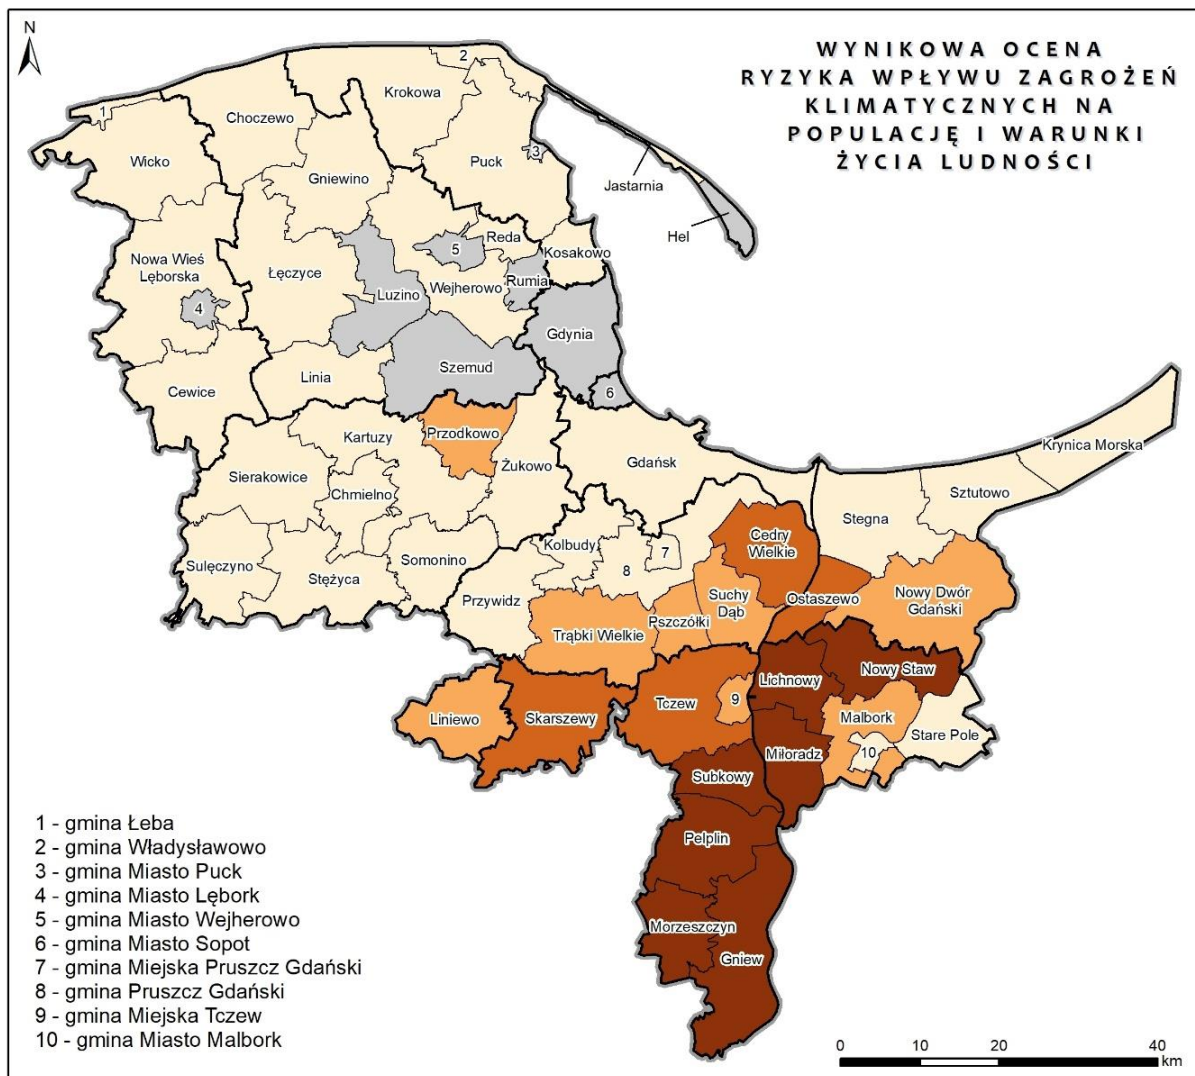 N
WYNIKOWA OCENA
RYZYKA WPŁYWU ZAGROŻEŃ
KLIMATYCZNYCH NA
POPULACJĘ I WARUNKI
ŻYCIA LUDNOŚCI
2
1
Krokowa
Choczewo
Wicko
3
Puck
Gniewino
Jastarnia
Hel
Reda
5
Kosakowo
Nowa Wieś
Lęborska
Łęczyce
Rumia
Wejherowo
Luzino
4
Gdynia
Szemud
Linia
Cewice
6
Przodkowo
Kartuzy
Krynica Morska
Gdańsk
Żukowo
Sierakowice
Chmielno
Sztutowo
Stegna
Cedry
Wielkie
Kolbudy
7
8
Somonino
Sulęczyno
Stężyca
Przywidz
Suchy
Dąb
Ostaszewo
Nowy Dwór
Gdański
Pszczółki
Trąbki Wielkie
Nowy Staw
Lichnowy
Tczew
9
Liniewo
Skarszewy
Malbork
Stare Pole
10
Miłoradz
Subkowy
Pelplin
Morzeszczyn
Gniew
1 - gmina Łeba
2 - gmina Władysławowo
3 - gmina Miasto Puck
4 - gmina Miasto Lębork
5 - gmina Miasto Wejherowo
6 - gmina Miasto Sopot
7 - gmina Miejska Pruszcz Gdański
8 - gmina Pruszcz Gdański
9 - gmina Miejska Tczew
10 - gmina Miasto Malbork
0 10 20 40
km